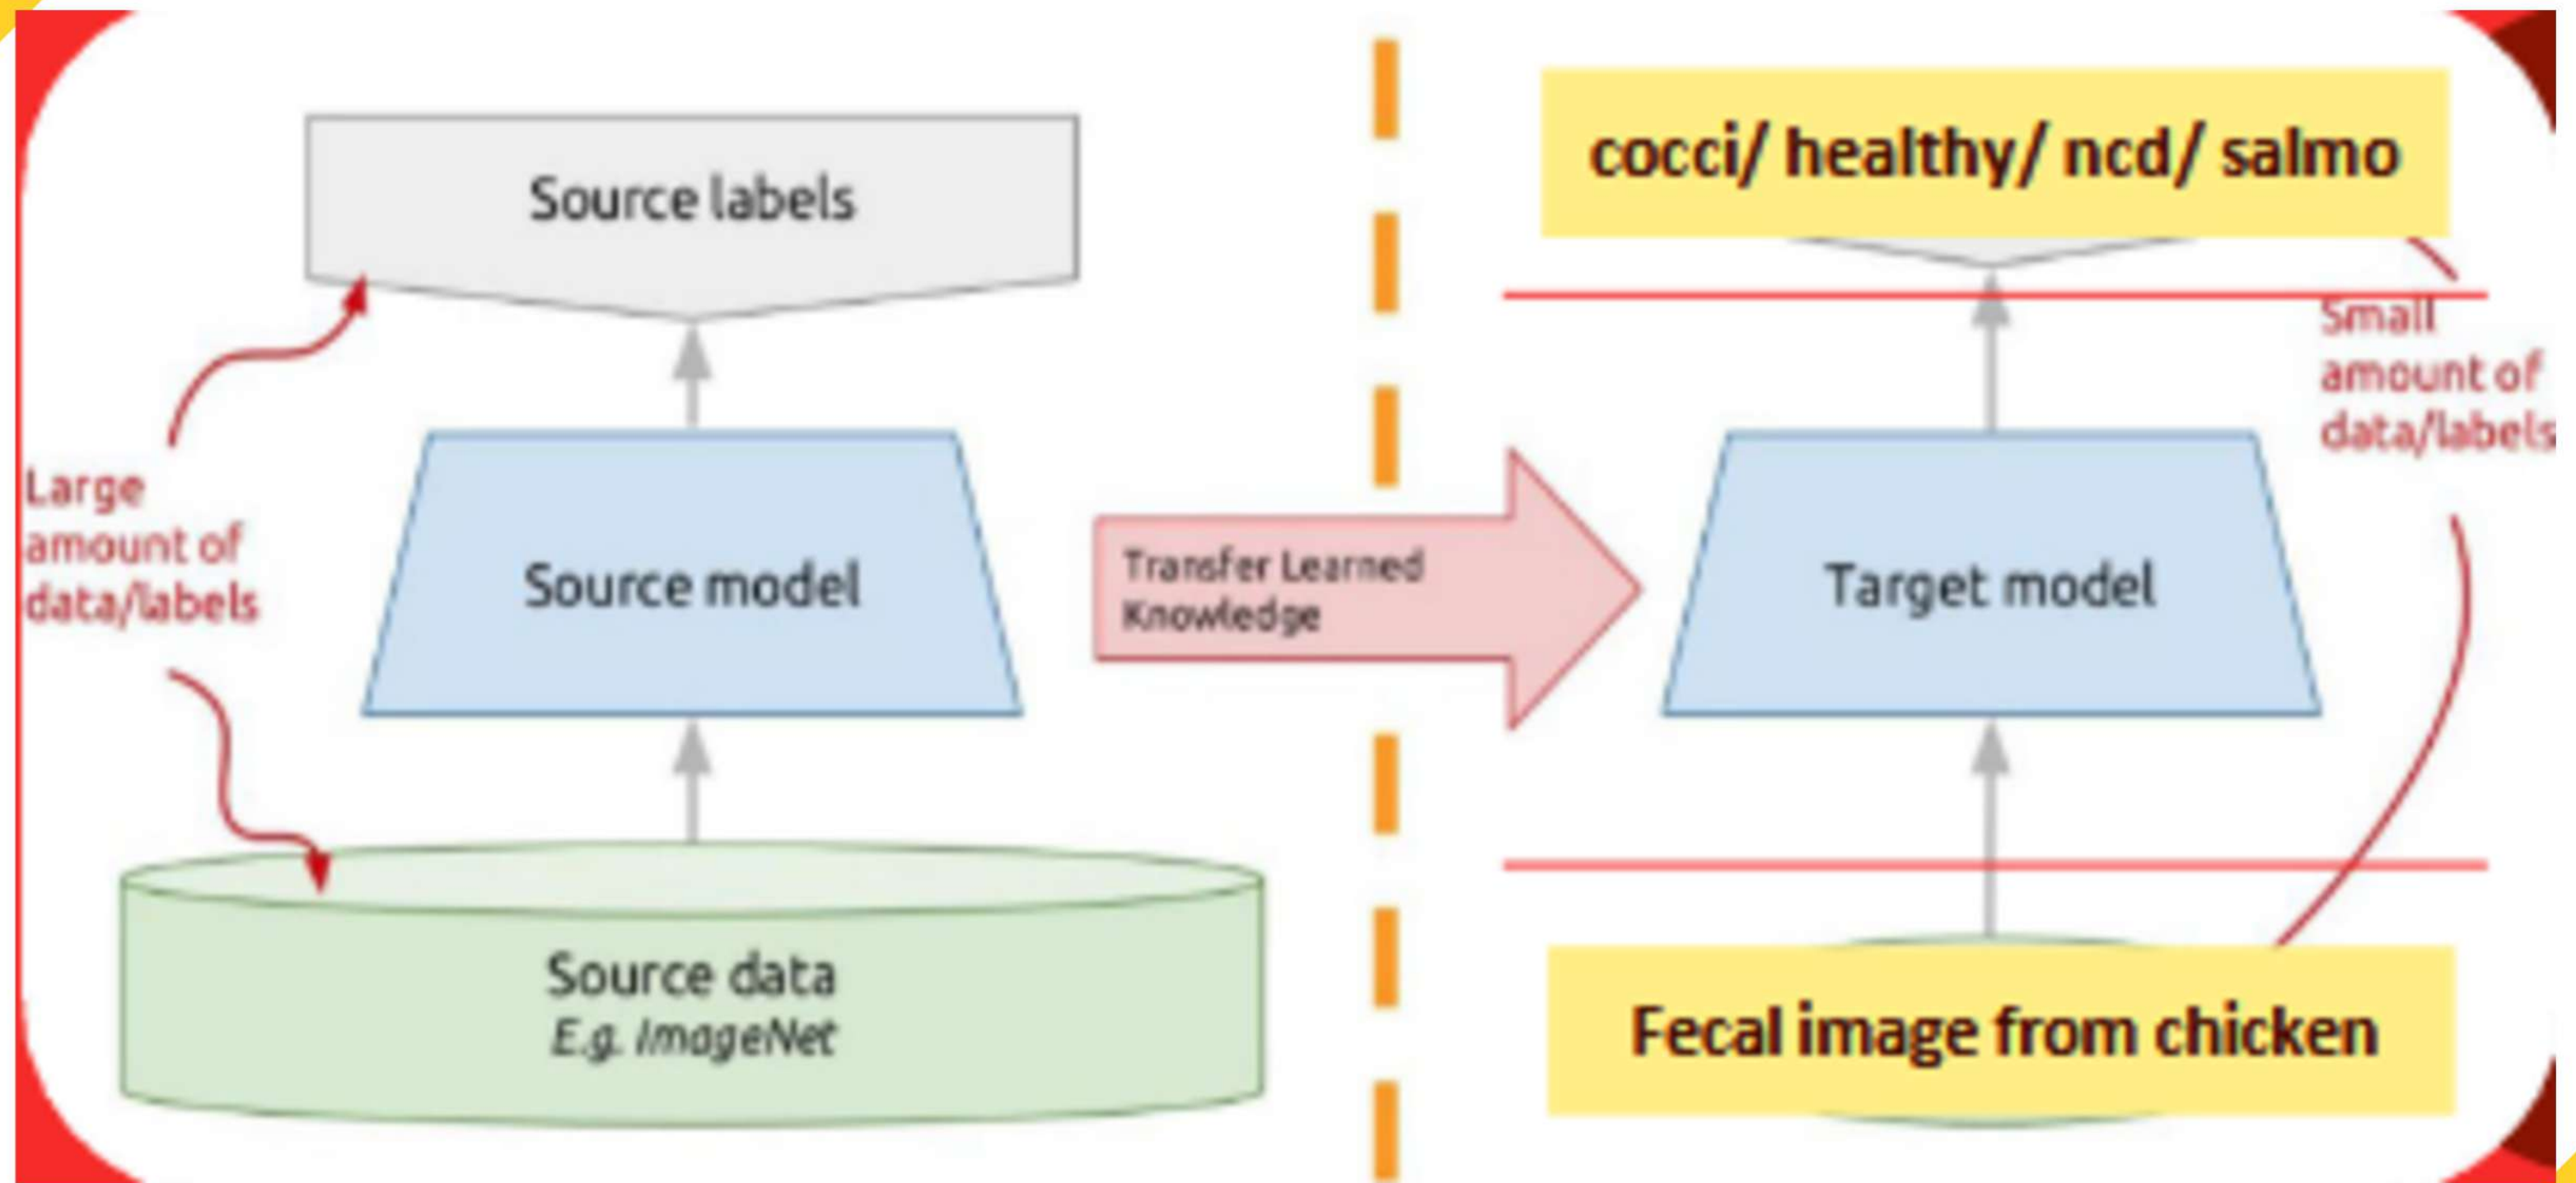 Source labels
Large
amount of
data/labels
Source model
Source data
E.g. ImageNet
Transfer Learned
Knowledge
cocci/ healthy/ ncd/ salmo
Small
amount of
data/labels
Target model
Fecal image from chicken